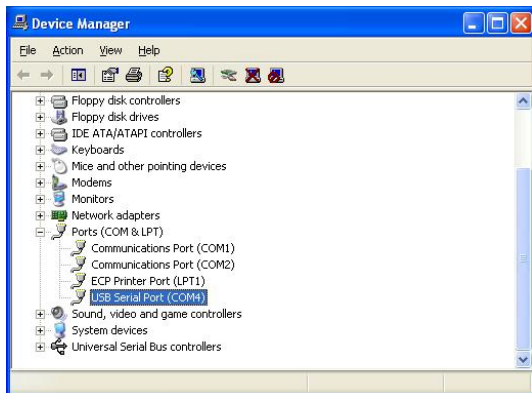 Device Manager
File Action View Help
Floppy disk controllers
Floppy disk drives
IDE ATA/ATAPI controllers
Keyboards
Mice and other pointing devices
Modems
Monitors
Network adapters
Ports (COM & LPT)
Communications Port (COM1)
Communications Port (COM2)
ECP Printer Port (LPT1)
USB Serial Port (COM4)
Sound, video and game controllers
System devices
Universal Serial Bus controllers